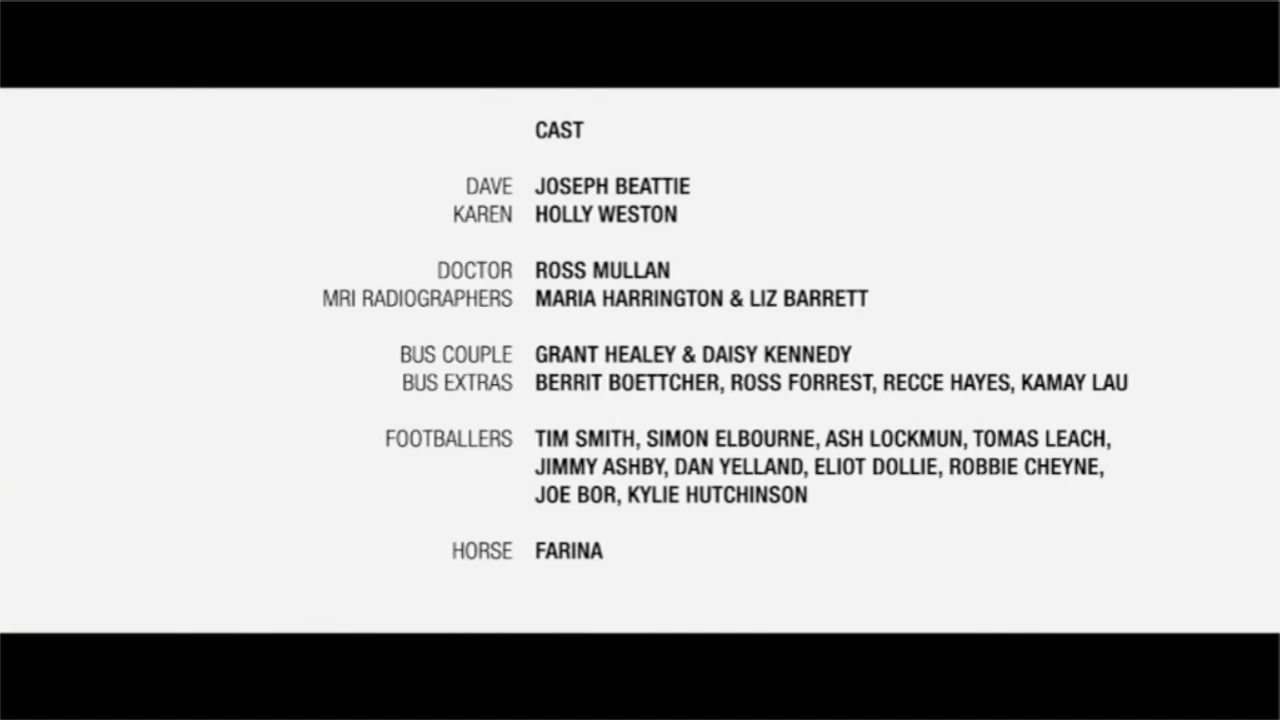 CAST
DAVE JOSEPH BEATTIE
KAREN HOLLY WESTON
DOCTOR ROSS MULLAN
MRI RADIOGRAPHERS MARIA HARRINGTON & LIZ BARRETT
BUS COUPLE GRANT HEALEY & DAISY KENNEDY
BUS EXTRAS BERRIT BOETTCHER, ROSS FORREST, RECCE HAYES, KAMAY LAU
FOOTBALLERS TIM SMITH, SIMON ELBOURNE, ASH LOCKMUN, TOMAS LEACH,
JIMMY ASHBY, DAN YELLAND, ELIOT DOLLIE, ROBBIE CHEYNE,
JOE BOR, KYLIE HUTCHINSON
HORSE FARINA